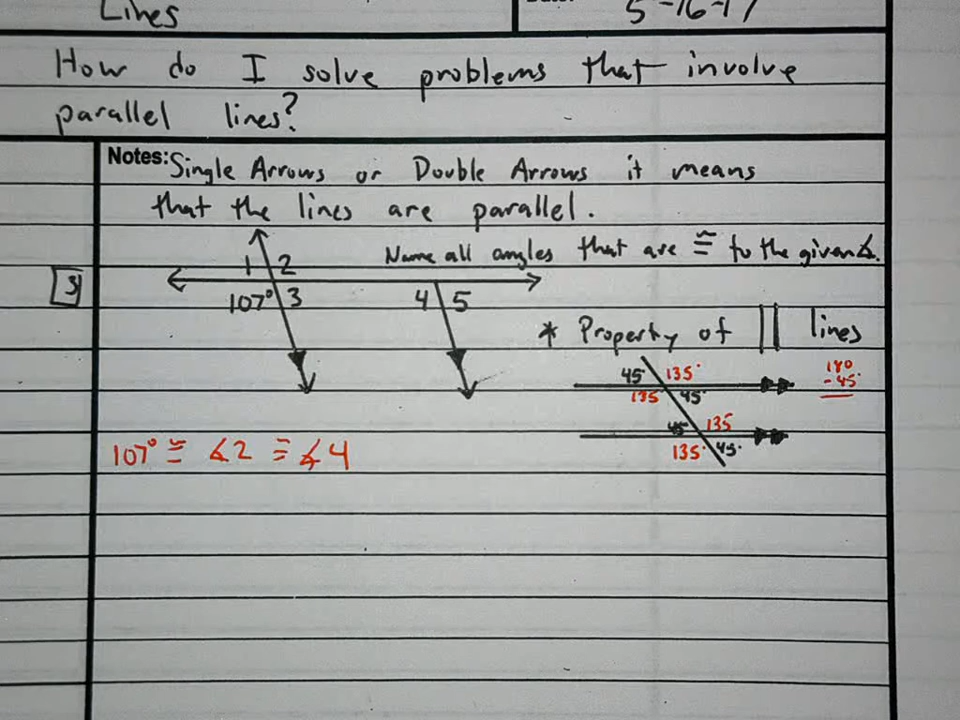 Lines
5-16-17
How do I solve problems that involve
parallel lines?
Notes: Single Arrows or Double Arrows it means
that the lines are parallel.
Name all angles that are ≅ to the given∡.
3
1 2
107° 3
4 5
* Property of || lines
45° 135°
135 45°
45° 135
135° 45°
180
- 45°
107° ≅ ∡2 ≅ ∡4